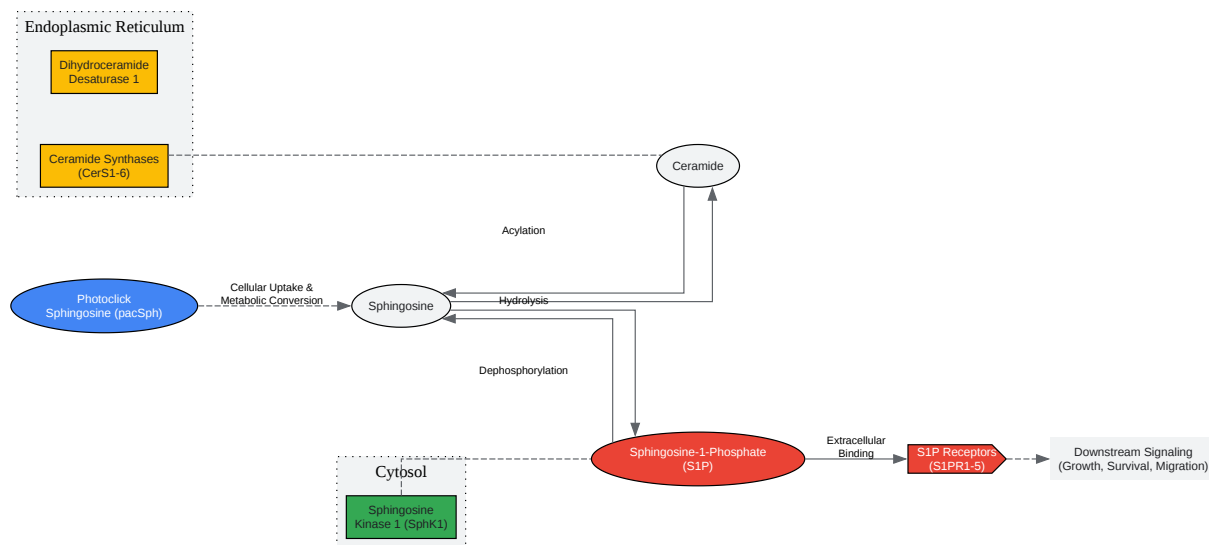 Endoplasmic Reticulum
Dihydroceramide
Desaturase 1
Ceramide Synthases
(CerS1-6)
Ceramide
Acylation
Cellular Uptake &
Metabolic Conversion
Photoclick
Sphingosine (pacSph)
Sphingosine
Hydrolysis
Dephosphorylation
Extracellular
Binding
Sphingosine-1-Phosphate
(S1P)
S1P Receptors
(S1PR1-5)
Downstream Signaling
(Growth, Survival, Migration)
Cytosol
Sphingosine
Kinase 1 (SphK1)